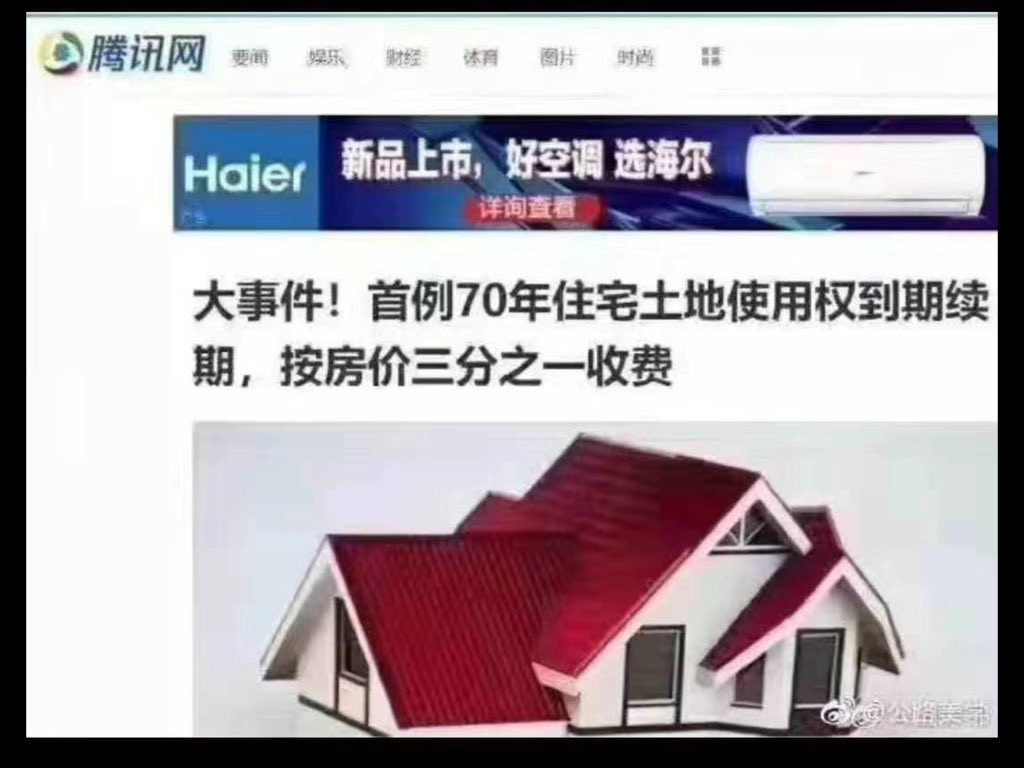 腾讯网 要闻 娱乐 财经 体育 图片 时尚
Haier 新品上市，好空调 选海尔
详询查看
广告
大事件！首例70年住宅土地使用权到期续
期，按房价三分之一收费